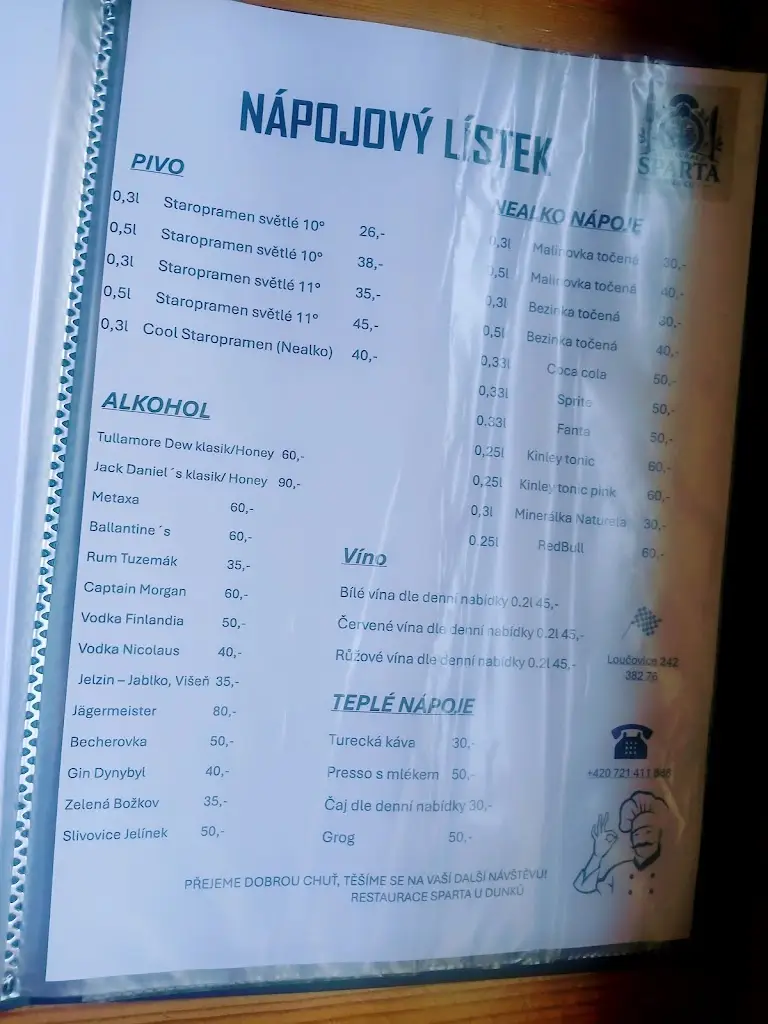 NÁPOJOVÝ LÍSTEK
SPARTA
PIVO
0,3l Staropramen světlé 10° 26,-
0,5l Staropramen světlé 10° 38,-
0,3l Staropramen světlé 11° 35,-
0,5l Staropramen světlé 11° 45,-
0,3l Cool Staropramen (Nealko) 40,-
ALKOHOL
Tullamore Dew klasik/Honey 60,-
Jack Daniel´s klasik/ Honey 90,-
Metaxa 60,-
Ballantine´s 60,-
Rum Tuzemák 35,-
Captain Morgan 60,-
Vodka Finlandia 50,-
Vodka Nicolaus 40,-
Jelzin – Jablko, Višeň 35,-
Jägermeister 80,-
Becherovka 50,-
Gin Dynybyl 40,-
Zelená Božkov 35,-
Slivovice Jelínek 50,-
NEALKO NÁPOJE
0,3l Malinovka točená 30,-
0,5l Malinovka točená 40,-
0,3l Bezinka točená 30,-
0,5l Bezinka točená 40,-
0,33l Coca cola 50,-
0,33l Sprite 50,-
0.33l Fanta 50,-
0,25l Kinley tonic 60,-
0,25l Kinley tonic pink 60,-
0,3l Minerálka Naturela 30,-
0.25l RedBull 60,-
Víno
Bílé vína dle denní nabídky 0.2l 45,-
Červené vína dle denní nabídky 0.2l 45,-
Růžové vína dle denní nabídky 0.2l 45,-
TEPLÉ NÁPOJE
Turecká káva 30,-
Presso s mlékem 50,-
Čaj dle denní nabídky 30,-
Grog 50,-
Loučovice 242
382 76
+420 721 411
PŘEJEME DOBROU CHUŤ, TĚŠÍME SE NA VAŠÍ DALŠÍ NÁVŠTĚVU!
RESTAURACE SPARTA U DUNKŮ